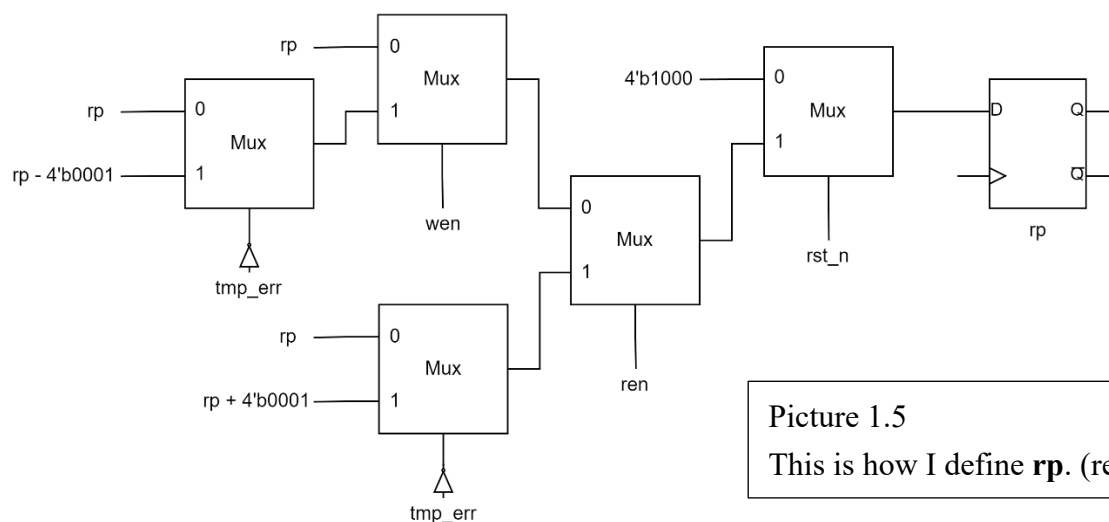 rp
0
Mux
1
wen
rp
0
Mux
rp - 4'b0001
1
tmp_err
4'b1000
0
Mux
1
rst_n
D
Q
Q
rp
0
Mux
1
ren
rp
0
Mux
rp + 4'b0001
1
tmp_err
Picture 1.5
This is how I define rp. (re